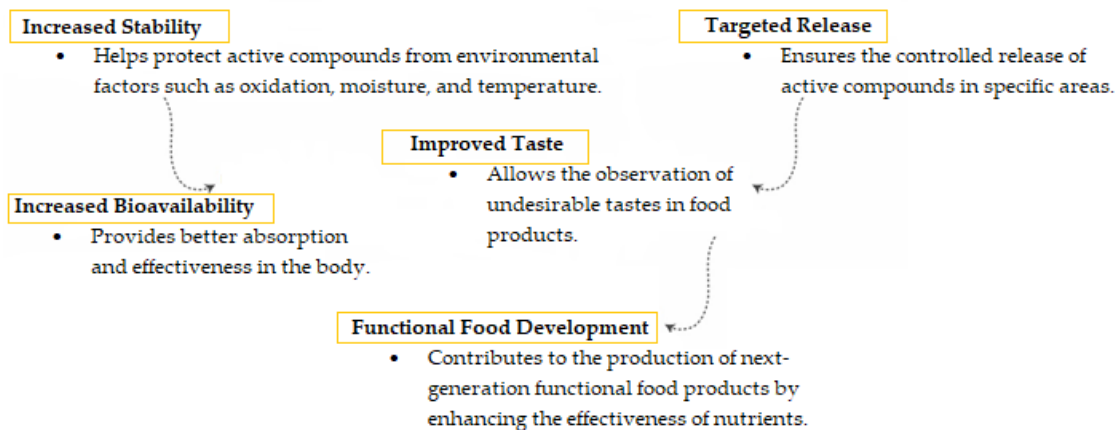 Increased Stability
• Helps protect active compounds from environmental
factors such as oxidation, moisture, and temperature.
Targeted Release
• Ensures the controlled release of
active compounds in specific areas.
Improved Taste
• Allows the observation of
undesirable tastes in food
products.
Increased Bioavailability
• Provides better absorption
and effectiveness in the body.
Functional Food Development
• Contributes to the production of next-
generation functional food products by
enhancing the effectiveness of nutrients.